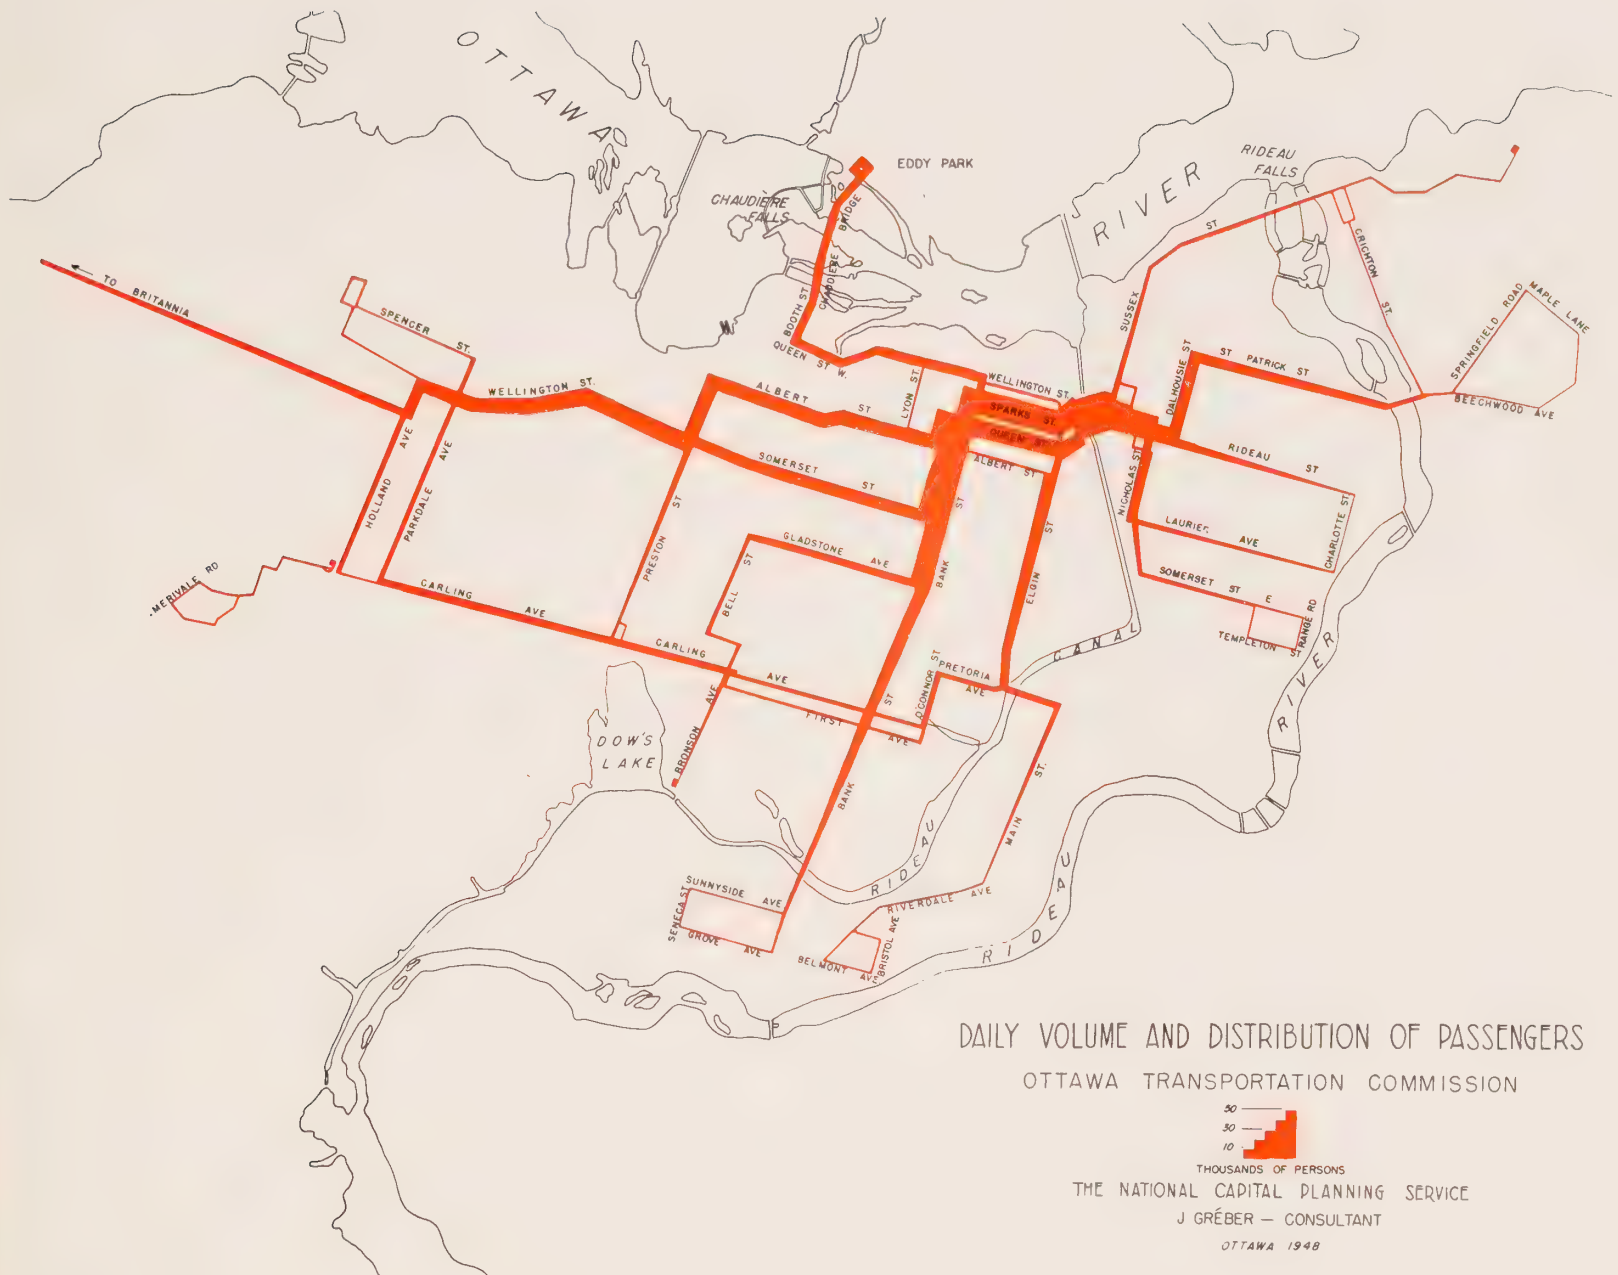 OTTAWA
RIVER
EDDY PARK
CHAUDIÈRE
FALLS
RIDEAU
FALLS
CHAUDIERE BRIDGE
BOOTH ST.
QUEEN ST W.
← TO BRITANNIA
SPENCER ST.
WELLINGTON ST.
ALBERT ST
LYON ST.
WELLINGTON ST.
SPARKS ST.
QUEEN ST.
ALBERT ST
SUSSEX ST
CRICHTON ST.
DALHOUSIE ST
ST PATRICK ST
SPRINGFIELD ROAD
MAPLE LANE
BEECHWOOD AVE
RIDEAU ST
NICHOLAS ST
LAURIER AVE
CHARLOTTE ST
SOMERSET ST E
TEMPLETON ST
RANGE RD
HOLLAND AVE
PARKDALE AVE
SOMERSET ST
PRESTON ST
GLADSTONE AVE
BELL ST
BANK ST
ELGIN ST
MERIVALE RD
CARLING AVE
CARLING AVE
FIRST AVE
O'CONNOR ST
PRETORIA AVE
BRONSON AVE
DOW'S
LAKE
BANK ST
MAIN ST.
RIDEAU CANAL
RIDEAU RIVER
SUNNYSIDE AVE
SENECA ST
GROVE AVE
RIVERDALE AVE
BELMONT AVE
BRISTOL AVE
DAILY VOLUME AND DISTRIBUTION OF PASSENGERS
OTTAWA TRANSPORTATION COMMISSION
50
30
10
THOUSANDS OF PERSONS
THE NATIONAL CAPITAL PLANNING SERVICE
J GRÉBER — CONSULTANT
OTTAWA 1948